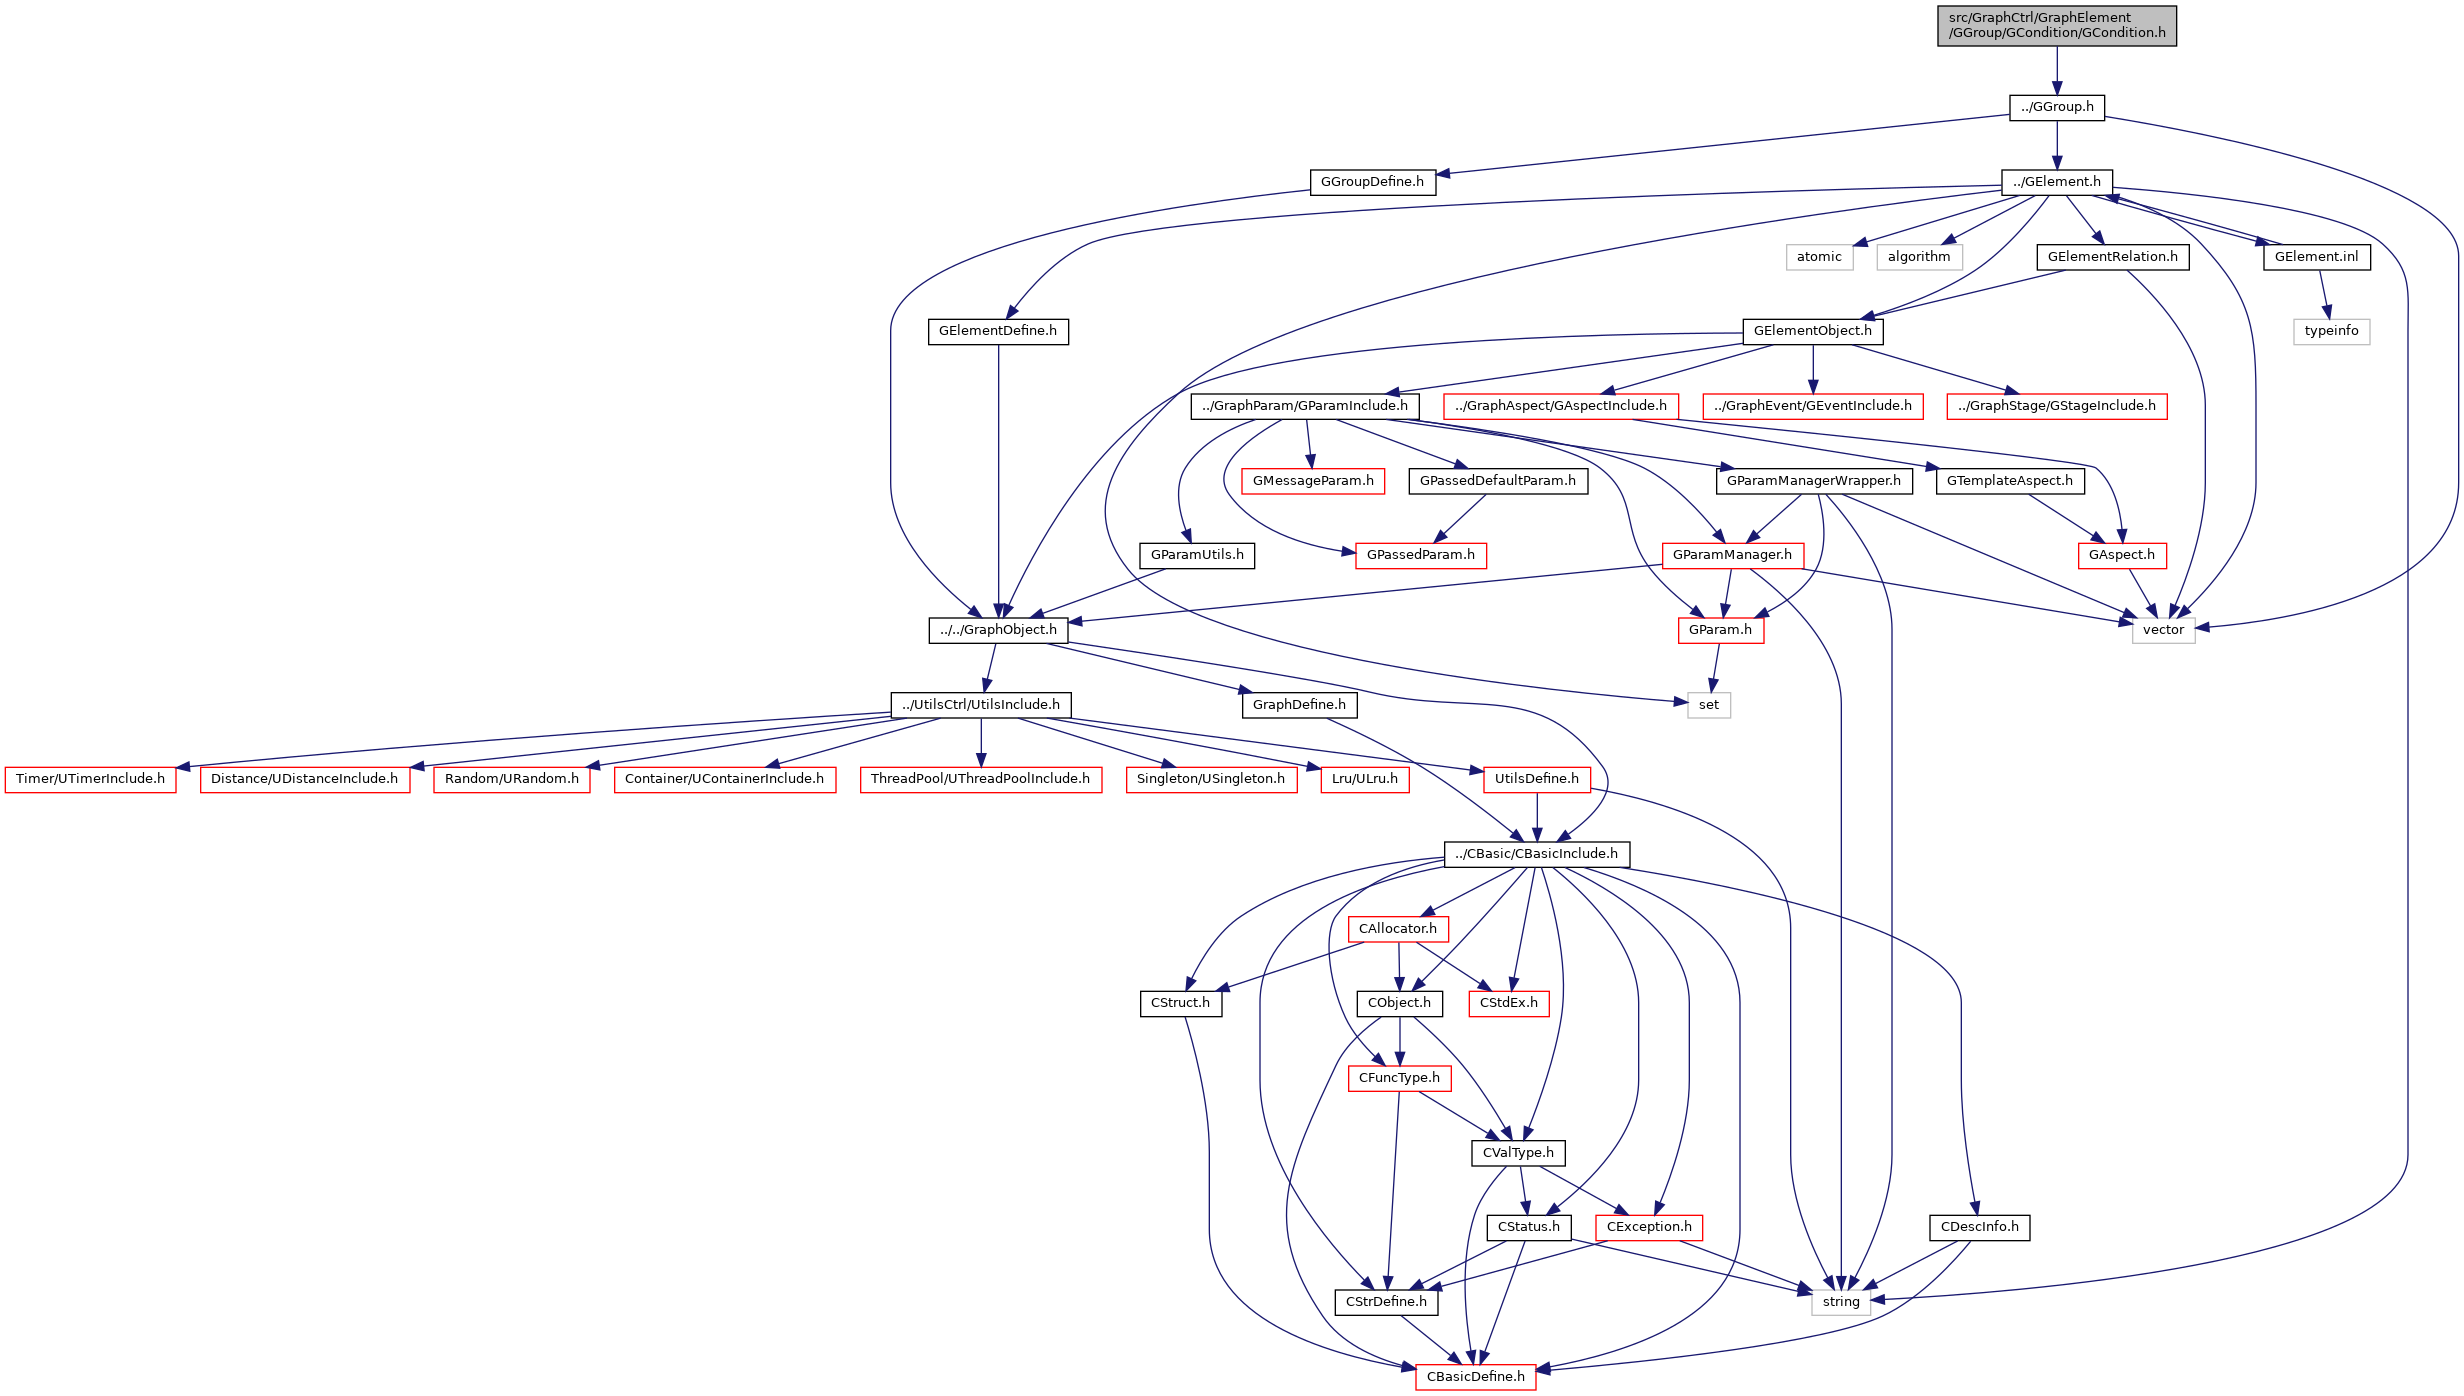 src/GraphCtrl/GraphElement
/GGroup/GCondition/GCondition.h
../GGroup.h
GGroupDefine.h
../GElement.h
atomic
algorithm
GElementRelation.h
GElement.inl
GElementDefine.h
GElementObject.h
typeinfo
../GraphParam/GParamInclude.h
../GraphAspect/GAspectInclude.h
../GraphEvent/GEventInclude.h
../GraphStage/GStageInclude.h
GMessageParam.h
GPassedDefaultParam.h
GParamManagerWrapper.h
GTemplateAspect.h
GParamUtils.h
GPassedParam.h
GParamManager.h
GAspect.h
../../GraphObject.h
GParam.h
vector
../UtilsCtrl/UtilsInclude.h
GraphDefine.h
set
Timer/UTimerInclude.h
Distance/UDistanceInclude.h
Random/URandom.h
Container/UContainerInclude.h
ThreadPool/UThreadPoolInclude.h
Singleton/USingleton.h
Lru/ULru.h
UtilsDefine.h
../CBasic/CBasicInclude.h
CAllocator.h
CStruct.h
CObject.h
CStdEx.h
CFuncType.h
CValType.h
CStatus.h
CException.h
CDescInfo.h
CStrDefine.h
string
CBasicDefine.h